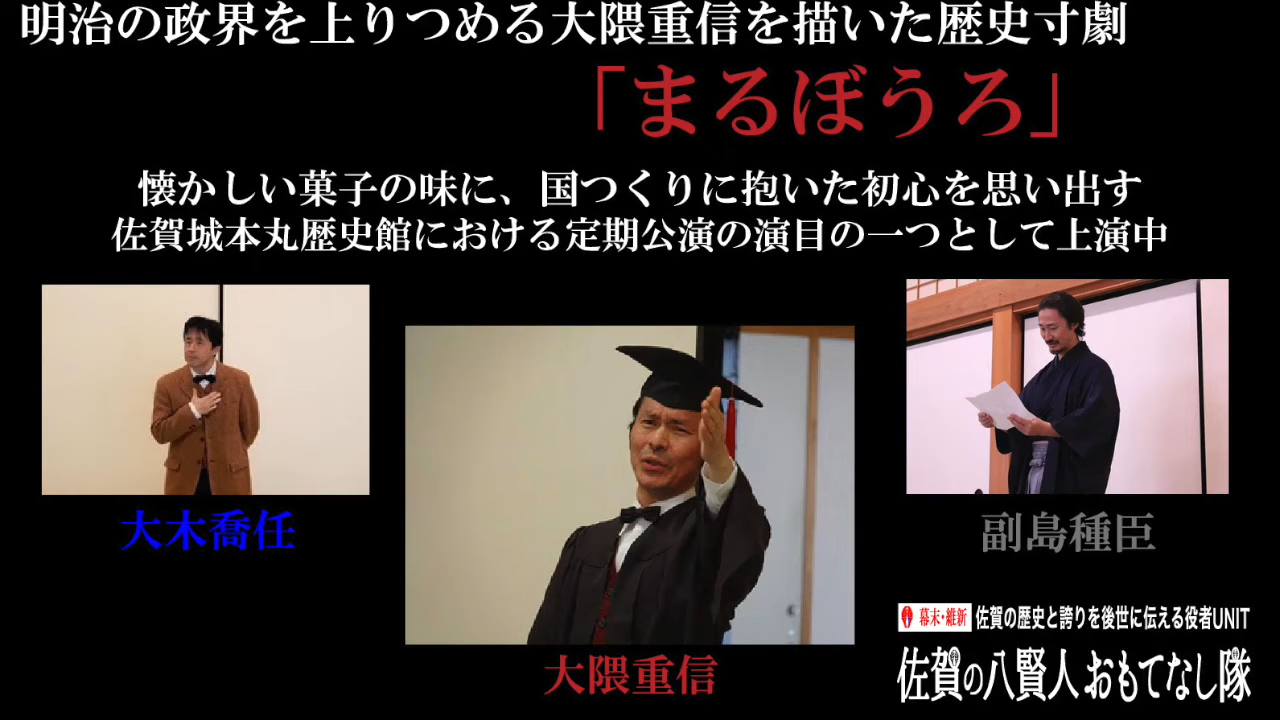 明治の政界を上りつめる大隈重信を描いた歴史寸劇
「まるぼうろ」
懐かしい菓子の味に、国つくりに抱いた初心を思い出す
佐賀城本丸歴史館における定期公演の演目の一つとして上演中
大木喬任
大隈重信
副島種臣
幕末・維新 佐賀の歴史と誇りを後世に伝える役者UNIT
佐賀の八賢人おもてなし隊